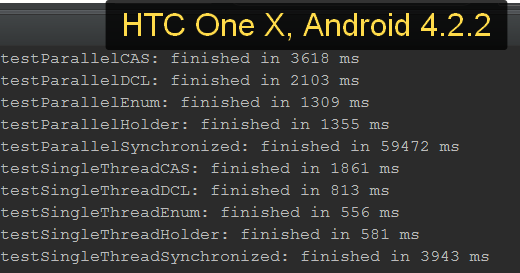 HTC One X, Android 4.2.2
testParallelCAS: finished in 3618 ms
testParallelDCL: finished in 2103 ms
testParallelEnum: finished in 1309 ms
testParallelHolder: finished in 1355 ms
testParallelSynchronized: finished in 59472 ms
testSingleThreadCAS: finished in 1861 ms
testSingleThreadDCL: finished in 813 ms
testSingleThreadEnum: finished in 556 ms
testSingleThreadHolder: finished in 581 ms
testSingleThreadSynchronized: finished in 3943 ms